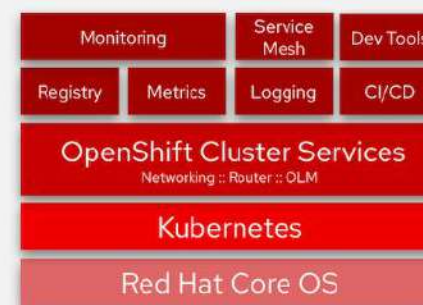 Monitoring
Service
Mesh
Dev Tools
Registry
Metrics
Logging
CI/CD
OpenShift Cluster Services
Networking :: Router :: OLM
Kubernetes
Red Hat Core OS